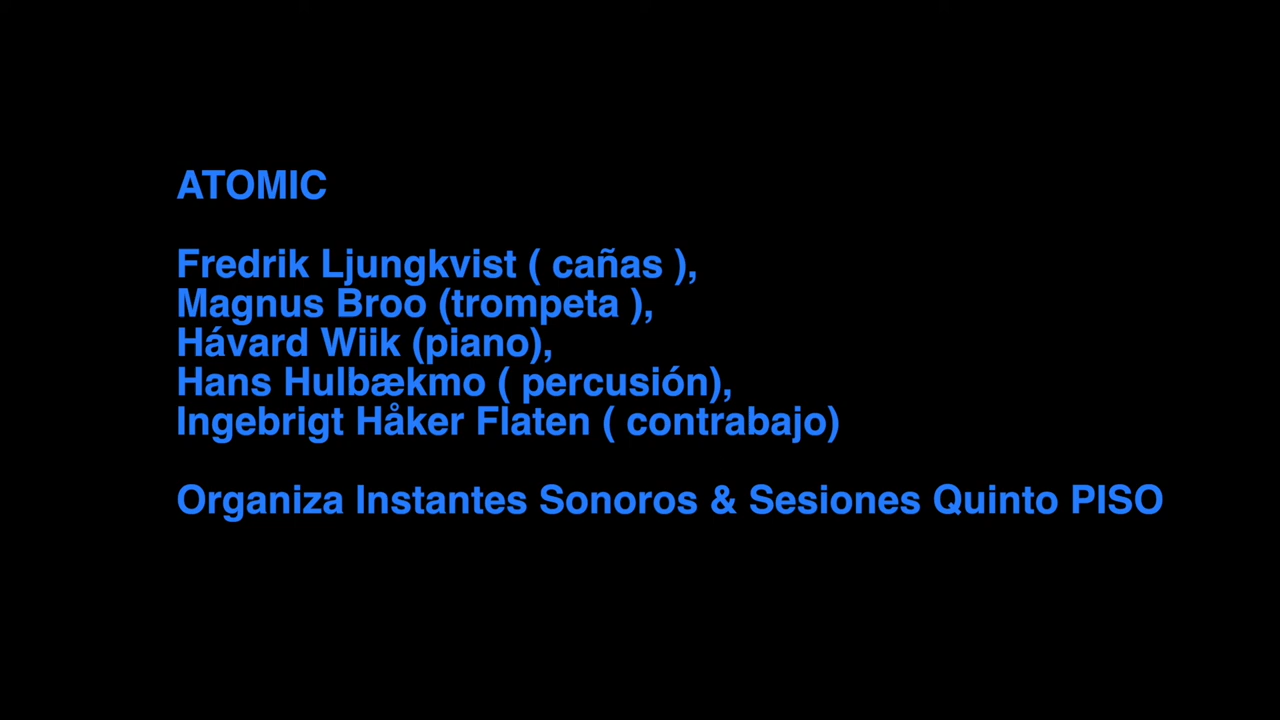 ATOMIC
Fredrik Ljungkvist ( cañas ),
Magnus Broo (trompeta ),
Hávard Wiik (piano),
Hans Hulbækmo ( percusión),
Ingebrigt Håker Flaten ( contrabajo)
Organiza Instantes Sonoros & Sesiones Quinto PISO